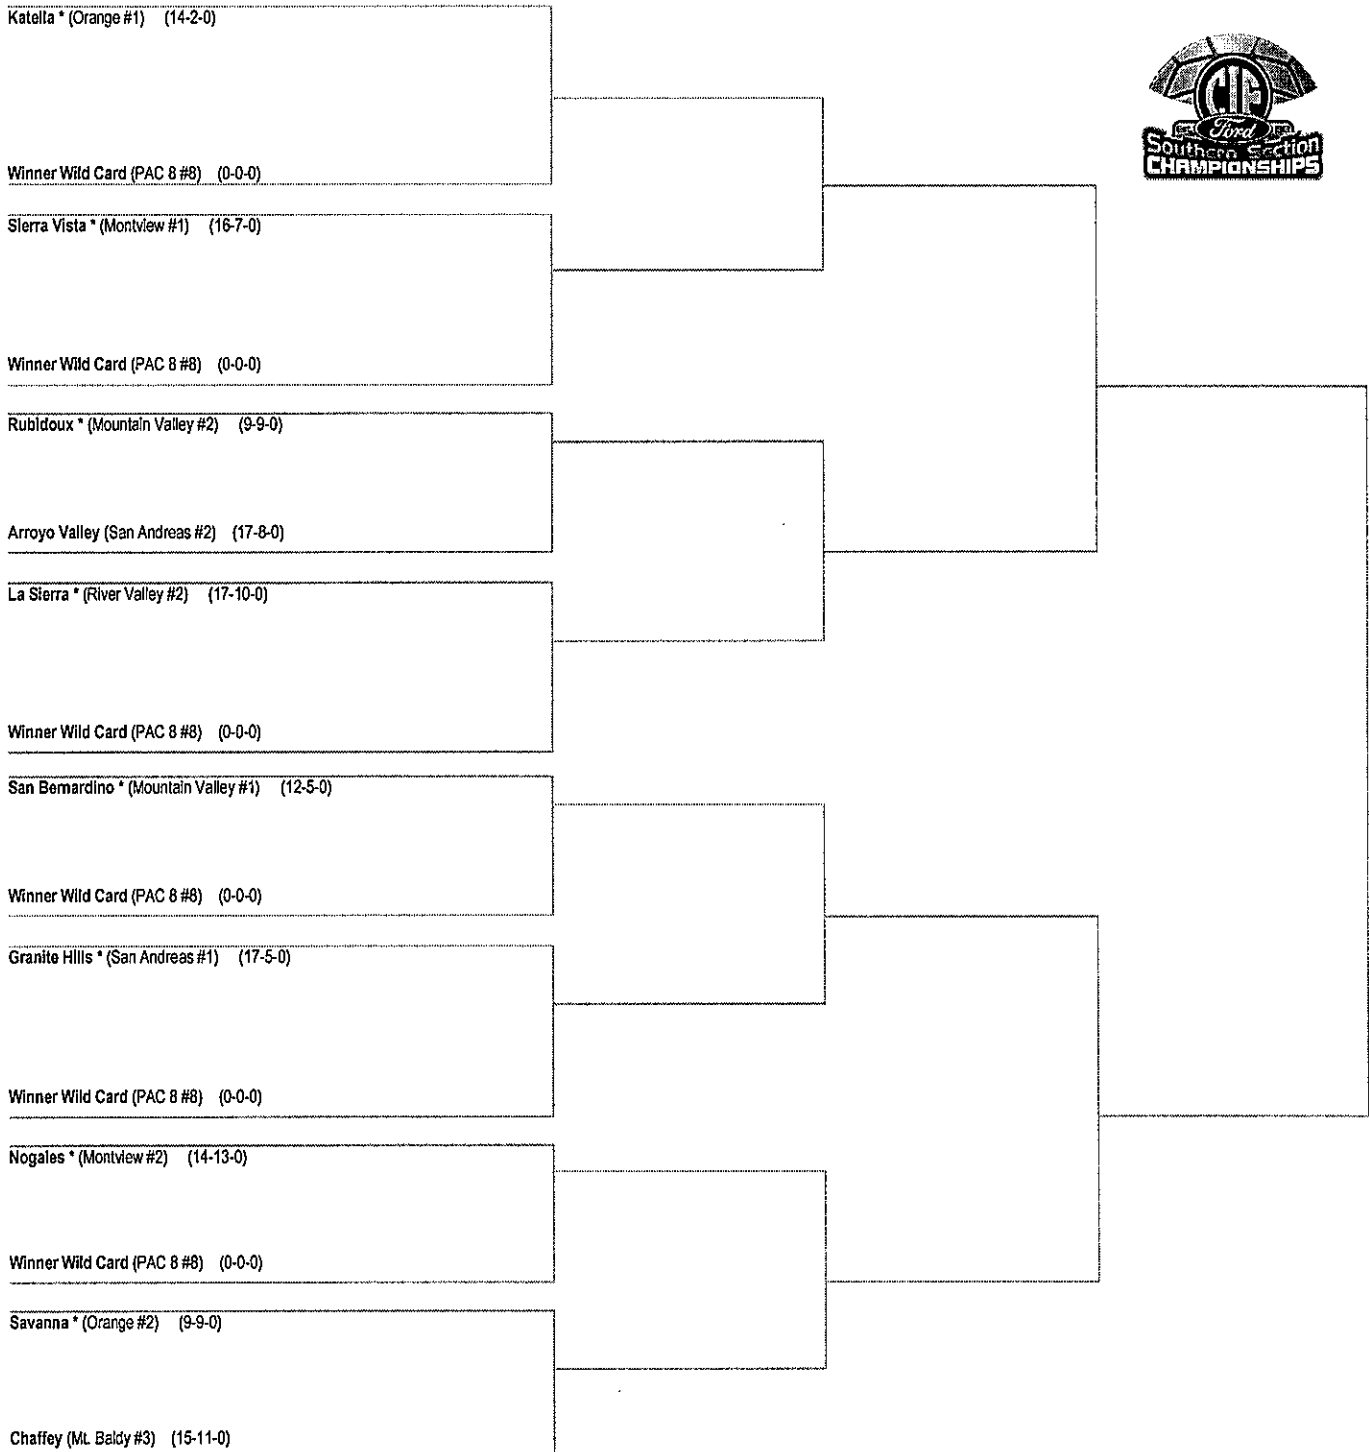 Katella * (Orange #1) (14-2-0)
CIF
Ford
Southern Section
CHAMPIONSHIPS
Winner Wild Card (PAC 8 #8) (0-0-0)
Sierra Vista * (Montview #1) (16-7-0)
Winner Wild Card (PAC 8 #8) (0-0-0)
Rubidoux * (Mountain Valley #2) (9-9-0)
Arroyo Valley (San Andreas #2) (17-8-0)
La Sierra * (River Valley #2) (17-10-0)
Winner Wild Card (PAC 8 #8) (0-0-0)
San Bernardino * (Mountain Valley #1) (12-5-0)
Winner Wild Card (PAC 8 #8) (0-0-0)
Granite Hills * (San Andreas #1) (17-5-0)
Winner Wild Card (PAC 8 #8) (0-0-0)
Nogales * (Montview #2) (14-13-0)
Winner Wild Card (PAC 8 #8) (0-0-0)
Savanna * (Orange #2) (9-9-0)
Chaffey (Mt. Baldy #3) (15-11-0)